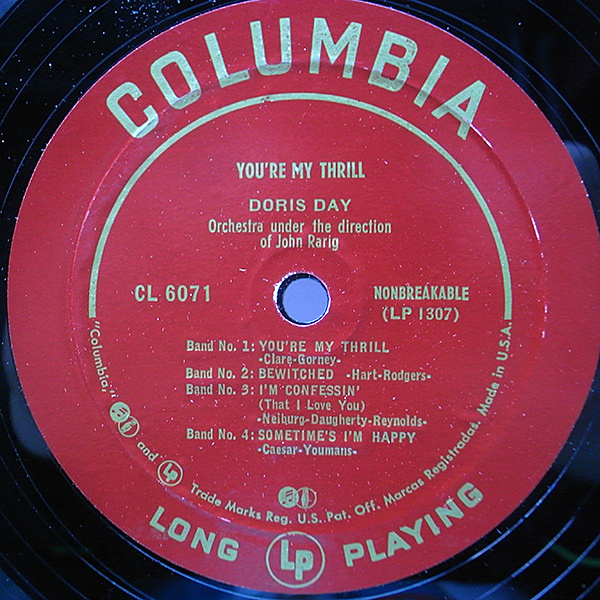 COLUMBIA
YOU'RE MY THRILL
DORIS DAY
Orchestra under the direction
of John Rarig
CL 6071
NONBREAKABLE
(LP 1307)
Band No. 1: YOU'RE MY THRILL
-Clare-Gorney-
Band No. 2: BEWITCHED -Hart-Rodgers-
Band No. 3: I'M CONFESSIN'
(That I Love You)
-Neiburg-Daugherty-Reynolds-
Band No. 4: SOMETIME'S I'M HAPPY
-Caesar-Youmans-
"Columbia," and LP Trade Marks Reg. U.S. Pat. Off. Marcas Registradas. Made in U.S.A.
LONG LP PLAYING